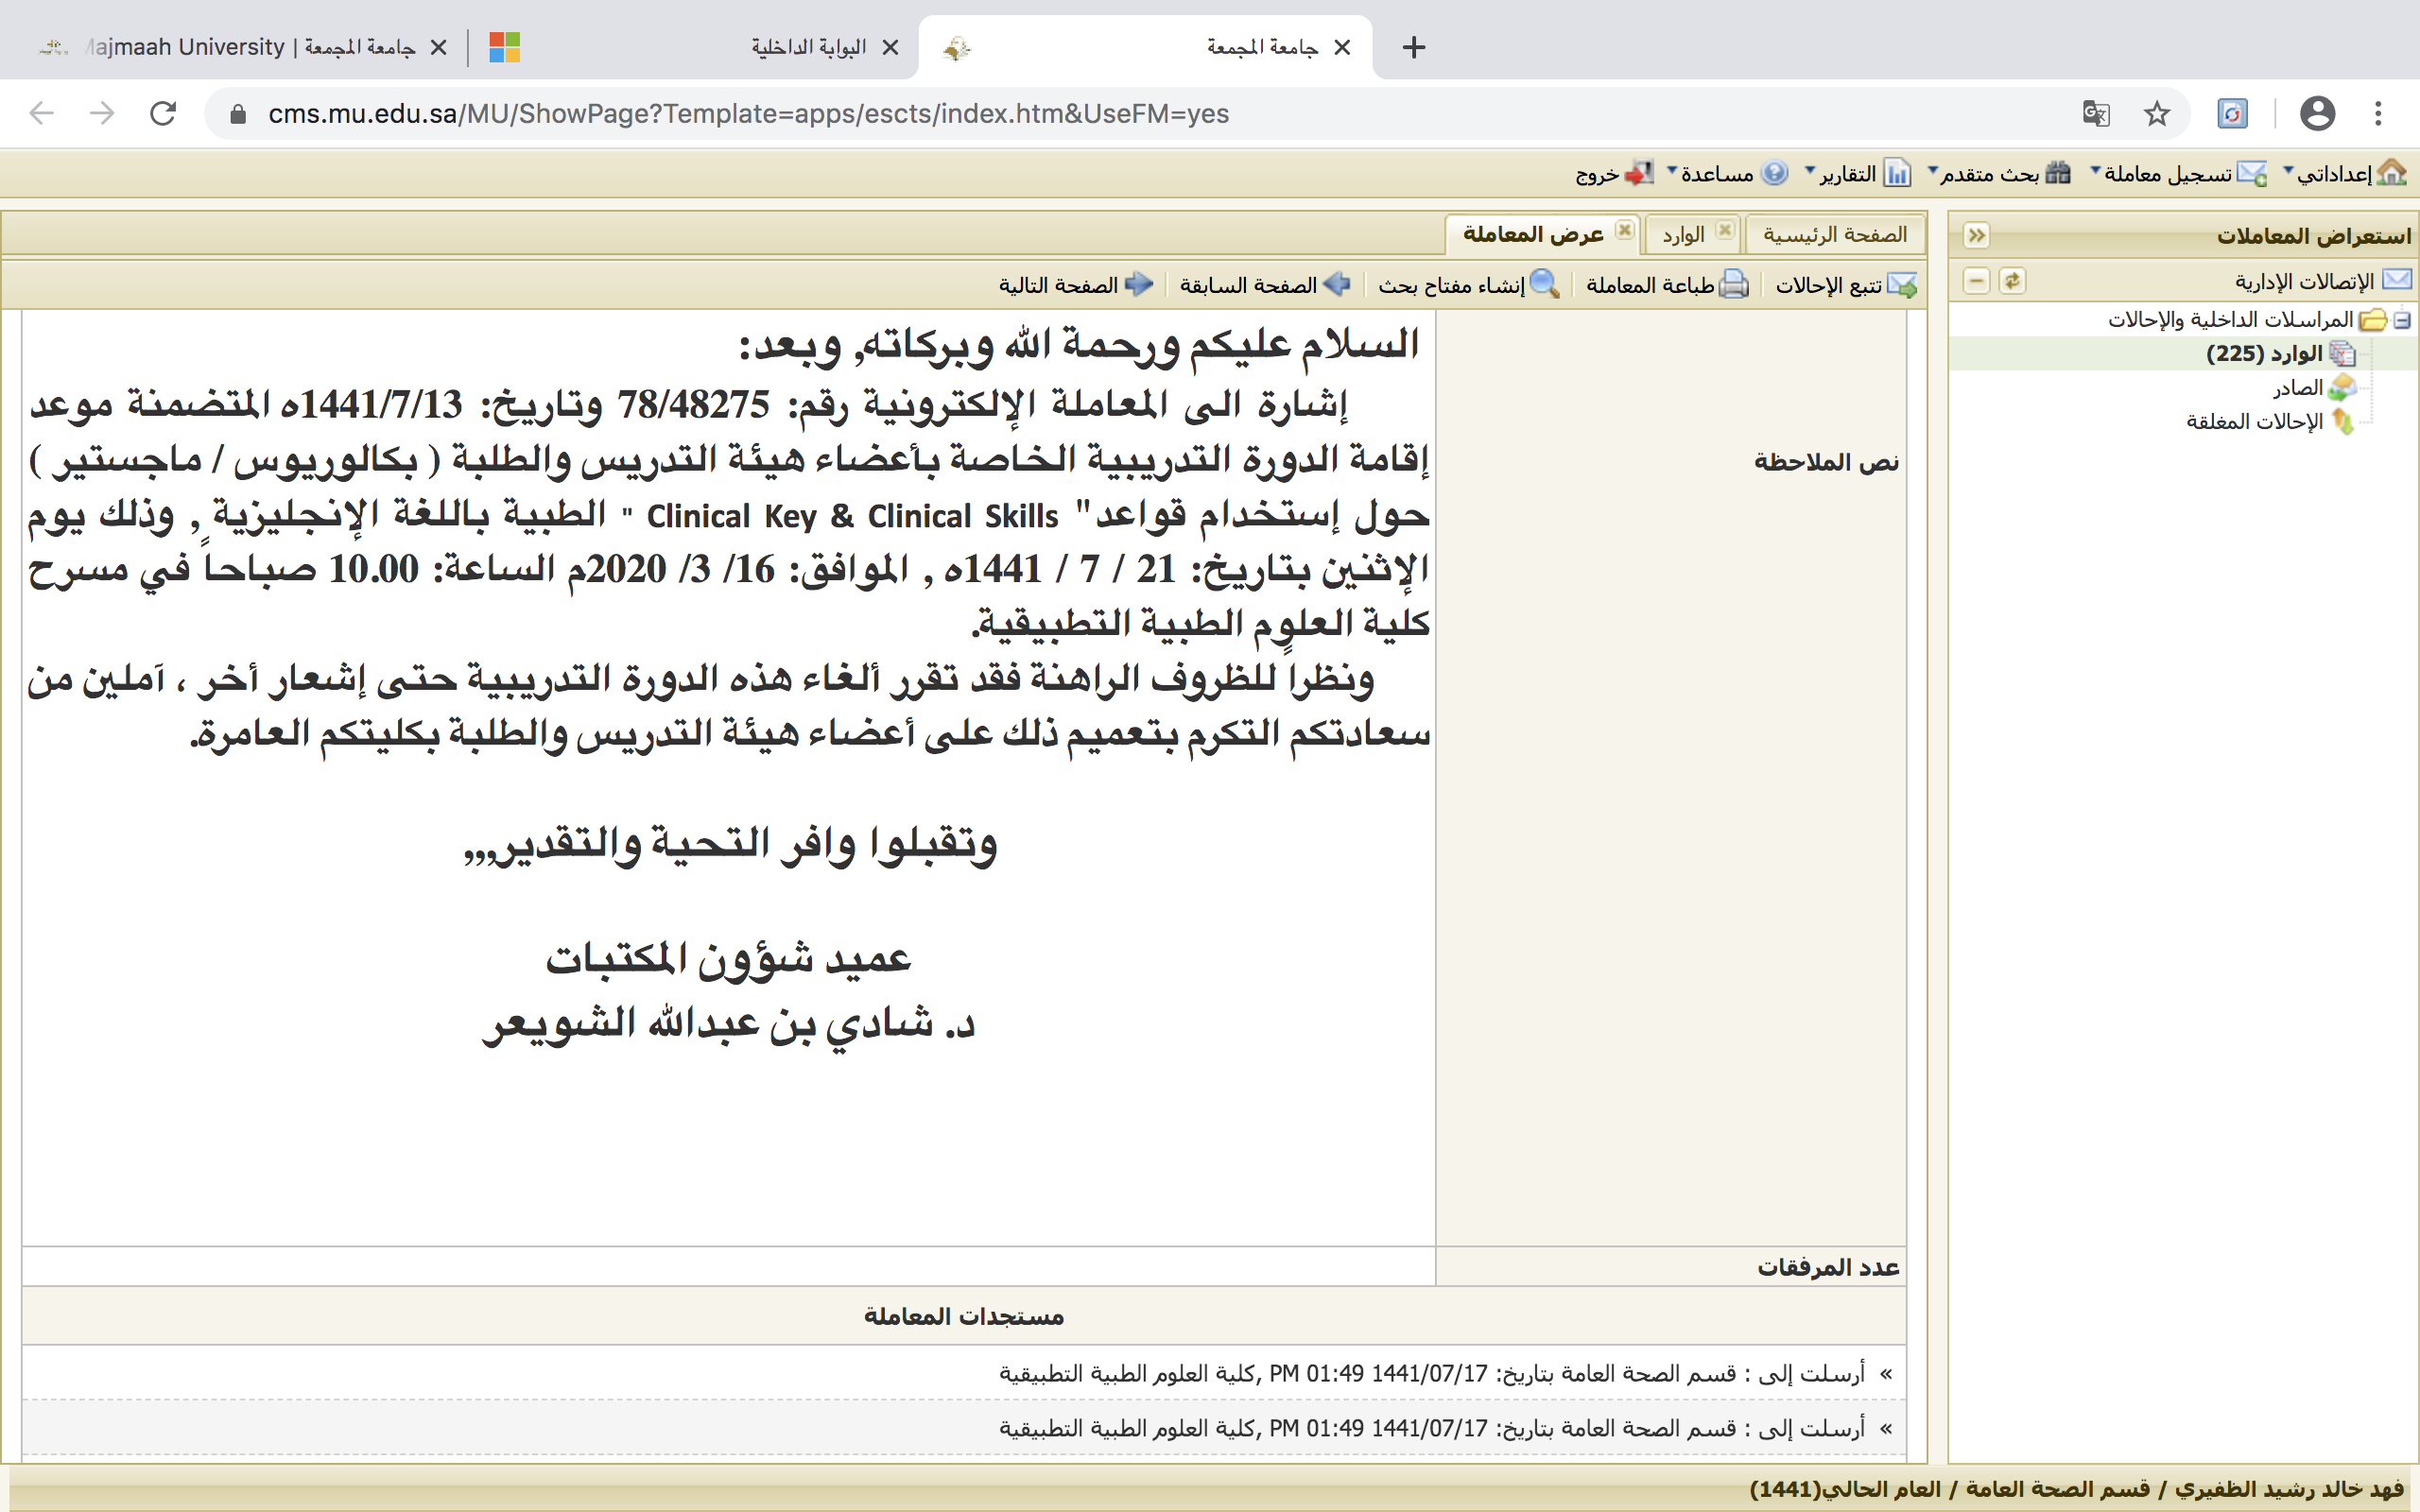 Majmaah University | جامعة المجمعة
البوابة الداخلية
جامعة المجمعة
cms.mu.edu.sa/MU/ShowPage?Template=apps/escts/index.htm&UseFM=yes
إعداداتي تسجيل معاملة بحث متقدم التقارير مساعدة خروج
استعراض المعاملات
الإتصالات الإدارية
المراسلات الداخلية والإحالات
الوارد (225)
الصادر
الإحالات المغلقة
الصفحة الرئيسية الوارد عرض المعاملة
تتبع الإحالات طباعة المعاملة إنشاء مفتاح بحث الصفحة السابقة الصفحة التالية
نص الملاحظة
السلام عليكم ورحمة الله وبركاته, وبعد:
إشارة الى المعاملة الإلكترونية رقم: 78/48275 وتاريخ: 1441/7/13ه المتضمنة موعد
إقامة الدورة التدريبية الخاصة بأعضاء هيئة التدريس والطلبة ( بكالوريوس / ماجستير )
حول إستخدام قواعد" Clinical Key & Clinical Skills " الطبية باللغة الإنجليزية , وذلك يوم
الإثنين بتاريخ: 21 / 7 / 1441ه , الموافق: 16/ 3/ 2020م الساعة: 10.00 صباحاً في مسرح
كلية العلوم الطبية التطبيقية.
ونظراً للظروف الراهنة فقد تقرر ألغاء هذه الدورة التدريبية حتى إشعار أخر ، آملين من
سعادتكم التكرم بتعميم ذلك على أعضاء هيئة التدريس والطلبة بكليتكم العامرة.
وتقبلوا وافر التحية والتقدير,,,
عميد شؤون المكتبات
د. شادي بن عبدالله الشويعر
عدد المرفقات
مستجدات المعاملة
» أرسلت إلى : قسم الصحة العامة بتاريخ: 1441/07/17 01:49 PM ,كلية العلوم الطبية التطبيقية
» أرسلت إلى : قسم الصحة العامة بتاريخ: 1441/07/17 01:49 PM ,كلية العلوم الطبية التطبيقية
فهد خالد رشيد الظفيري / قسم الصحة العامة / العام الحالي(1441)